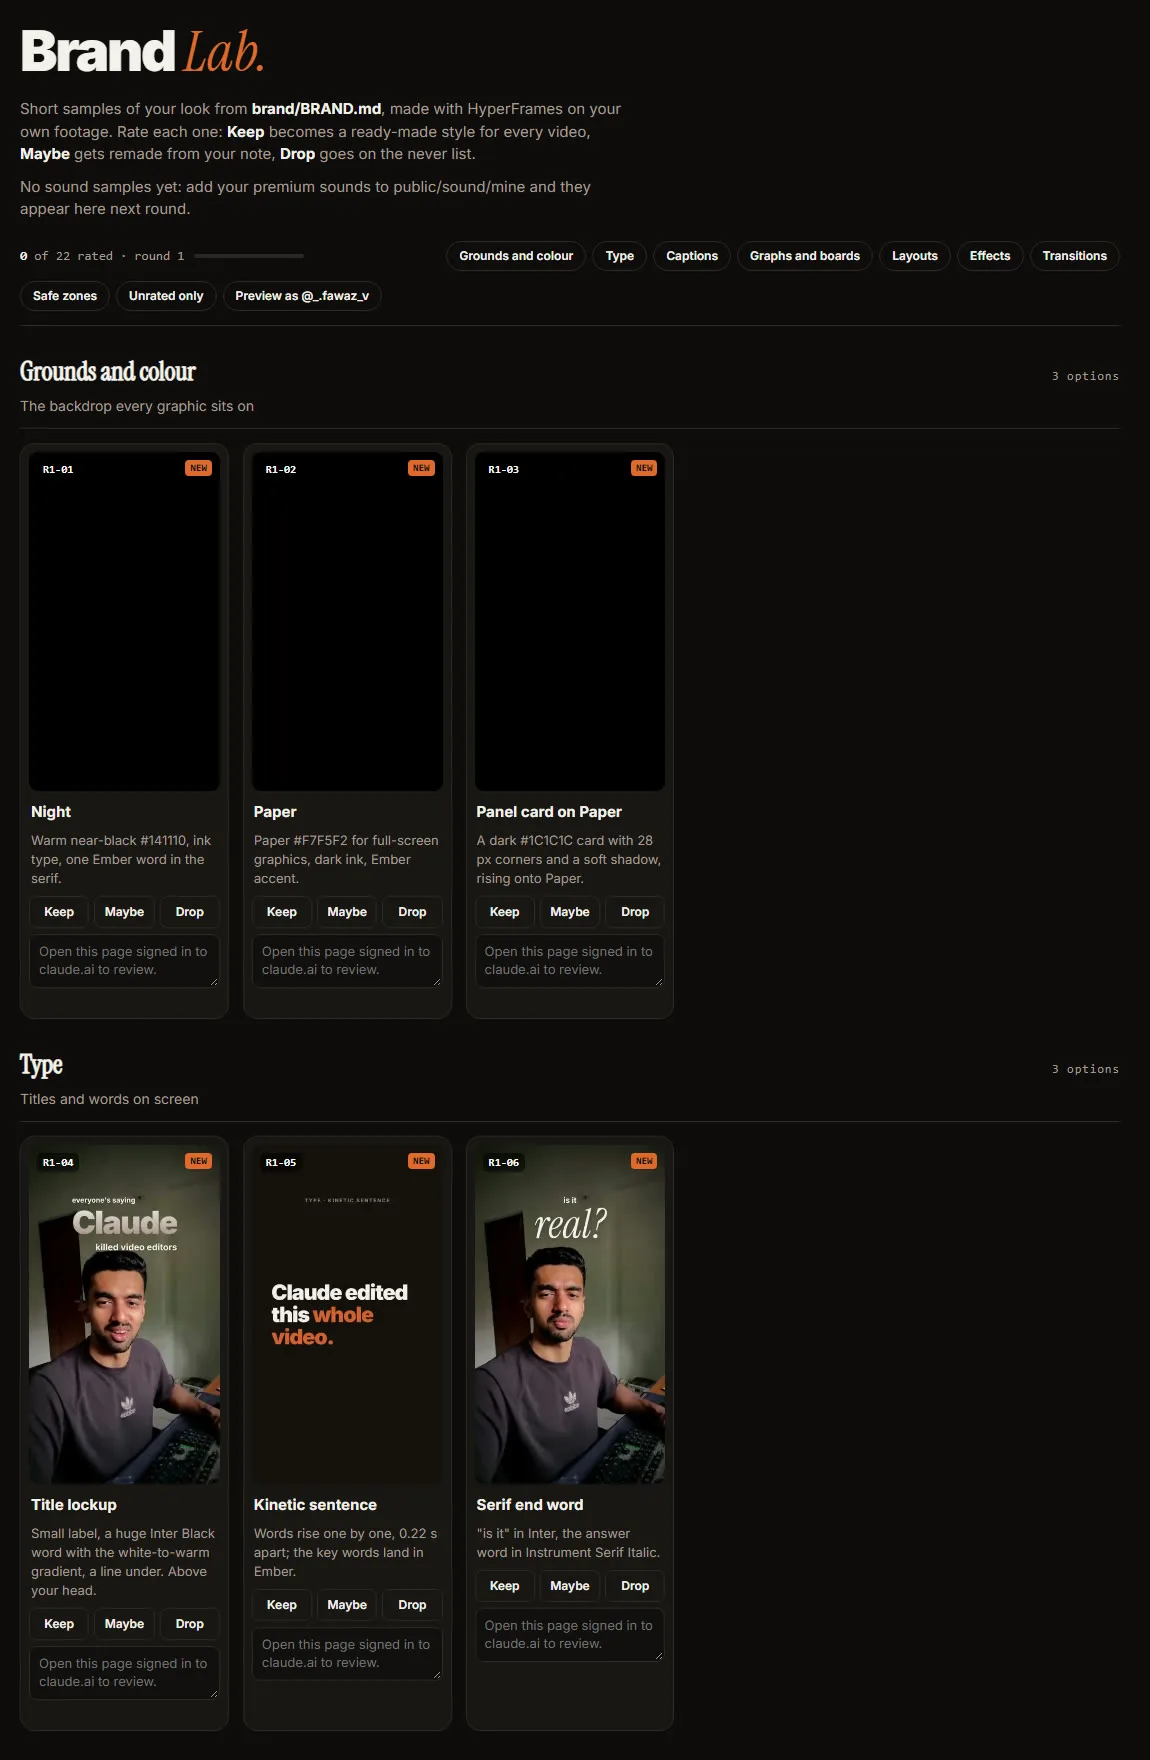 Brand Lab.
Short samples of your look from brand/BRAND.md, made with HyperFrames on your
own footage. Rate each one: Keep becomes a ready-made style for every video,
Maybe gets remade from your note, Drop goes on the never list.
No sound samples yet: add your premium sounds to public/sound/mine and they
appear here next round.
0 of 22 rated · round 1
Grounds and colour
Type
Captions
Graphs and boards
Layouts
Effects
Transitions
Safe zones
Unrated only
Preview as @_.fawaz_v
Grounds and colour
3 options
The backdrop every graphic sits on
R1-01
NEW
Night
Warm near-black #141110, ink
type, one Ember word in the
serif.
Keep
Maybe
Drop
Open this page signed in to
claude.ai to review.
R1-02
NEW
Paper
Paper #F7F5F2 for full-screen
graphics, dark ink, Ember
accent.
Keep
Maybe
Drop
Open this page signed in to
claude.ai to review.
R1-03
NEW
Panel card on Paper
A dark #1C1C1C card with 28
px corners and a soft shadow,
rising onto Paper.
Keep
Maybe
Drop
Open this page signed in to
claude.ai to review.
Type
3 options
Titles and words on screen
R1-04
NEW
everyone's saying
Claude
killed video editors
adidas
Title lockup
Small label, a huge Inter Black
word with the white-to-warm
gradient, a line under. Above
your head.
Keep
Maybe
Drop
Open this page signed in to
claude.ai to review.
R1-05
NEW
TYPE · KINETIC SENTENCE
Claude edited
this whole
video.
Kinetic sentence
Words rise one by one, 0.22 s
apart; the key words land in
Ember.
Keep
Maybe
Drop
Open this page signed in to
claude.ai to review.
R1-06
NEW
is it
real?
adidas
Serif end word
"is it" in Inter, the answer
word in Instrument Serif Italic.
Keep
Maybe
Drop
Open this page signed in to
claude.ai to review.